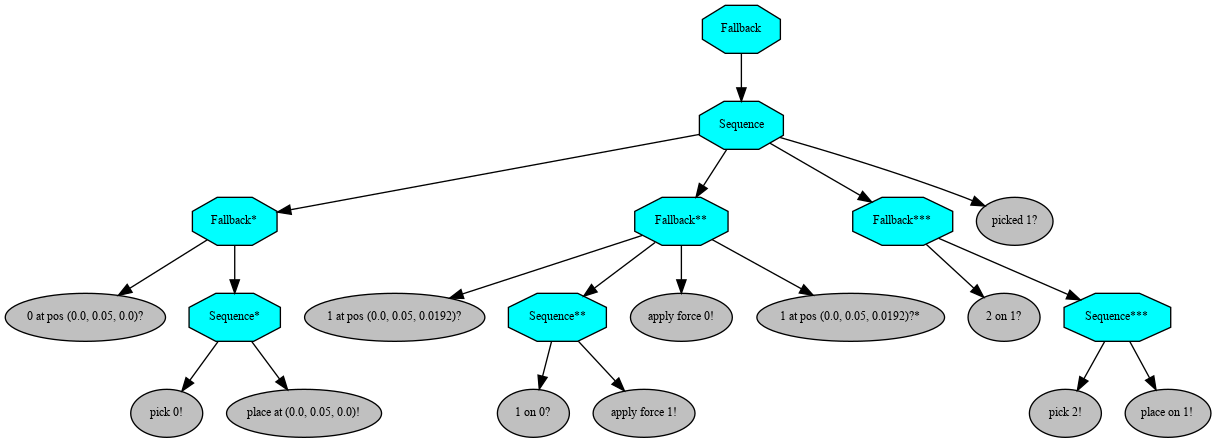 Fallback
Sequence
Fallback*
Fallback**
Fallback***
picked 1?
0 at pos (0.0, 0.05, 0.0)?
Sequence*
1 at pos (0.0, 0.05, 0.0192)?
Sequence**
apply force 0!
1 at pos (0.0, 0.05, 0.0192)?*
2 on 1?
Sequence***
pick 0!
place at (0.0, 0.05, 0.0)!
1 on 0?
apply force 1!
pick 2!
place on 1!